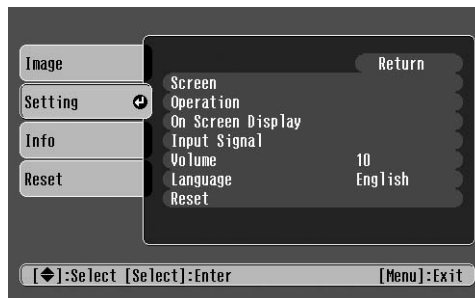 Image
Setting
Info
Reset
Return
Screen
Operation
On Screen Display
Input Signal
Volume 10
Language English
Reset
[◆]:Select [Select]:Enter [Menu]:Exit